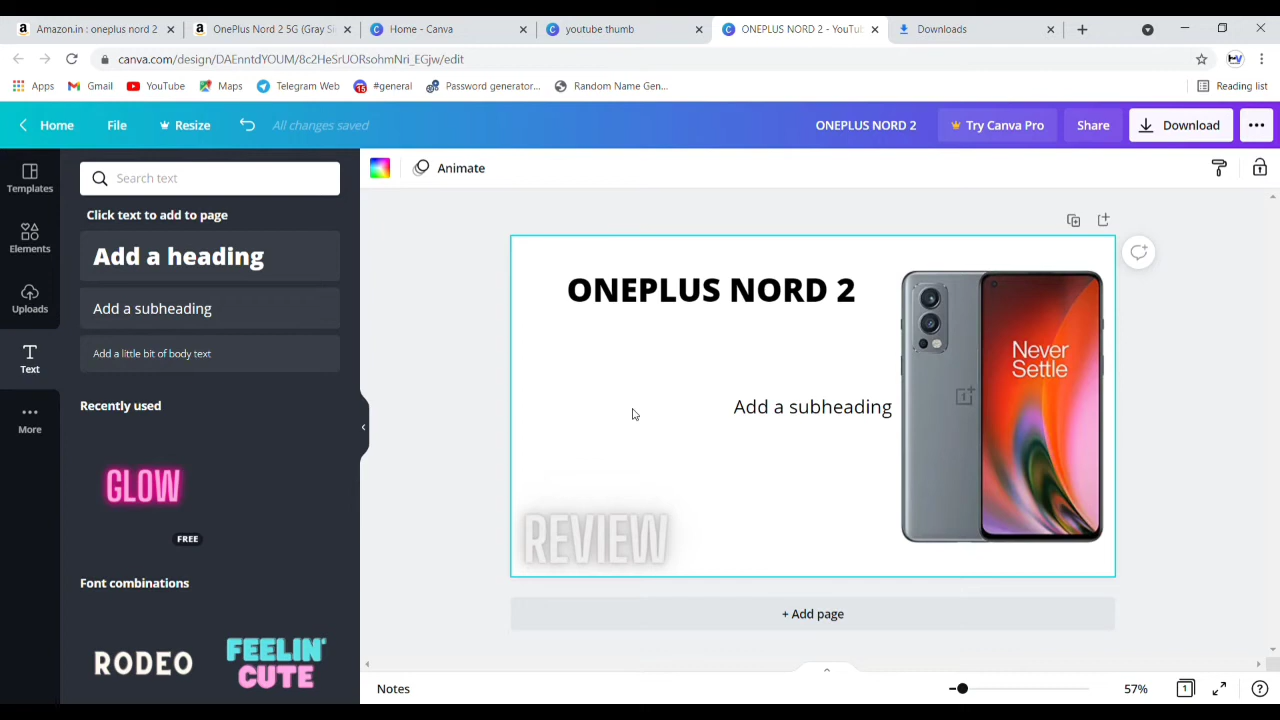 Amazon.in : oneplus nord 2
OnePlus Nord 2 5G (Gray Si
Home - Canva
youtube thumb
ONEPLUS NORD 2 - YouTu
Downloads
canva.com/design/DAEnntdYOUM/8c2HeSrUORsohmNri_EGjw/edit
Apps
Gmail
YouTube
Maps
Telegram Web
15
#general
Password generator...
Random Name Gen...
Reading list
Home
File
Resize
All changes saved
ONEPLUS NORD 2
Try Canva Pro
Share
Download
Templates
Elements
Uploads
Text
More
Search text
Click text to add to page
Add a heading
Add a subheading
Add a little bit of body text
Recently used
GLOW
FREE
Font combinations
RODEO
FEELIN'
CUTE
Animate
ONEPLUS NORD 2
Never
Settle
Add a subheading
REVIEW
+ Add page
Notes
57%
1